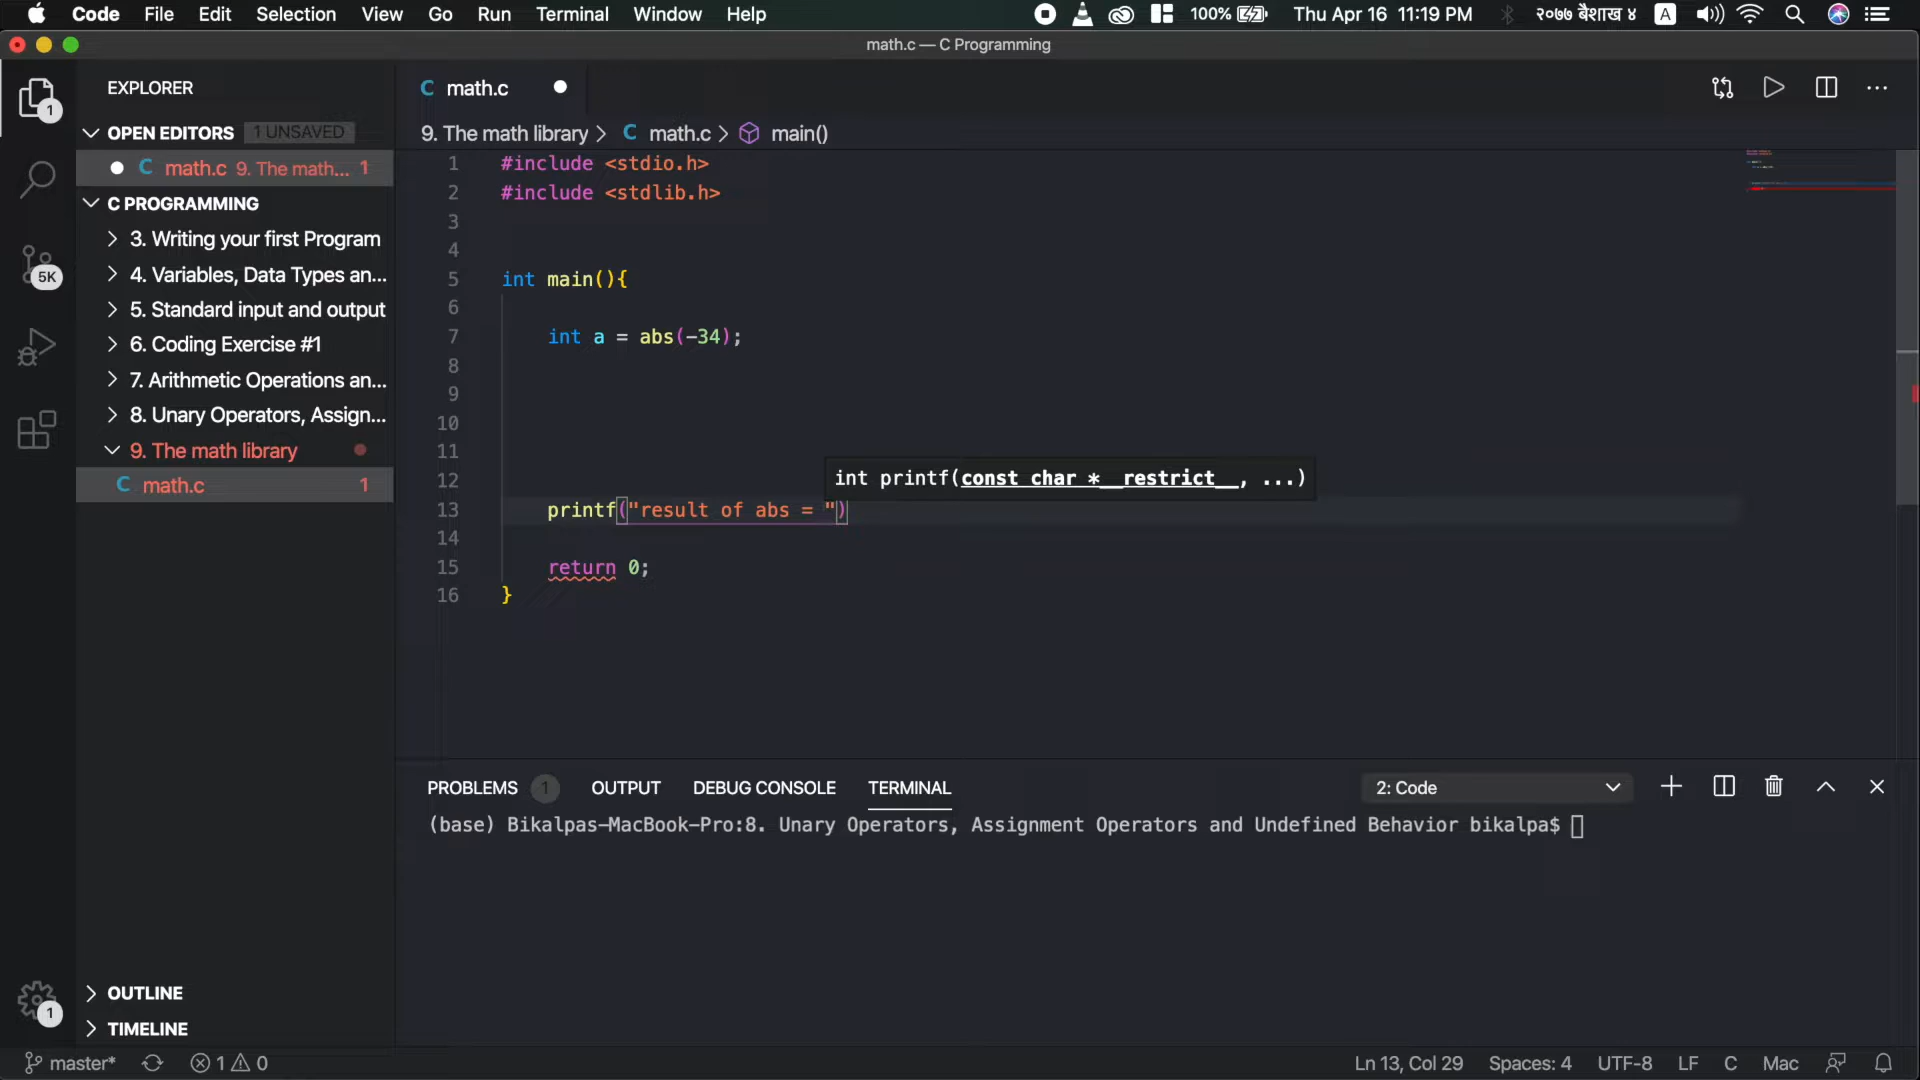 Code File Edit Selection View Go Run Terminal Window Help 100% Thu Apr 16 11:19 PM २०७७ बैशाख ४ A
math.c — C Programming
EXPLORER
OPEN EDITORS 1 UNSAVED
C math.c 9. The math... 1
C PROGRAMMING
3. Writing your first Program
4. Variables, Data Types an...
5. Standard input and output
6. Coding Exercise #1
7. Arithmetic Operations an...
8. Unary Operators, Assign...
9. The math library
C math.c 1
OUTLINE
TIMELINE
1
5K
1
C math.c
9. The math library > C math.c > main()
1 #include <stdio.h>
2 #include <stdlib.h>
3
4
5 int main(){
6
7 int a = abs(-34);
8
9
10
11
12
int printf(const char *__restrict__, ...)
13 printf("result of abs = ")
14
15 return 0;
16 }
PROBLEMS 1 OUTPUT DEBUG CONSOLE TERMINAL 2: Code
(base) Bikalpas-MacBook-Pro:8. Unary Operators, Assignment Operators and Undefined Behavior bikalpa$
master* 1 0 Ln 13, Col 29 Spaces: 4 UTF-8 LF C Mac